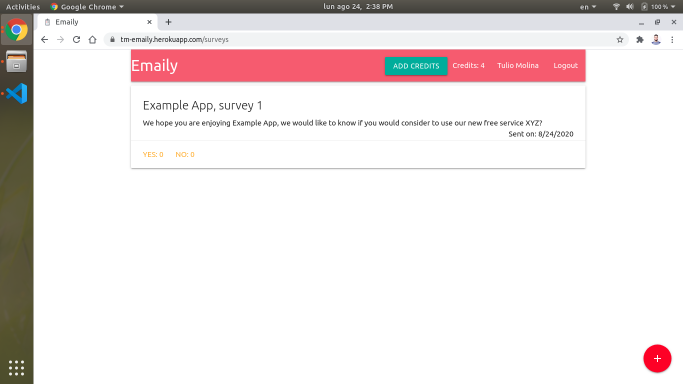 Activities
Google Chrome
lun ago 24, 2:38 PM
en
100 %
Emaily
tm-emaily.herokuapp.com/surveys
Emaily
ADD CREDITS
Credits: 4
Tulio Molina
Logout
Example App, survey 1
We hope you are enjoying Example App, we would like to know if you would consider to use our new free service XYZ?
Sent on: 8/24/2020
YES: 0
NO: 0